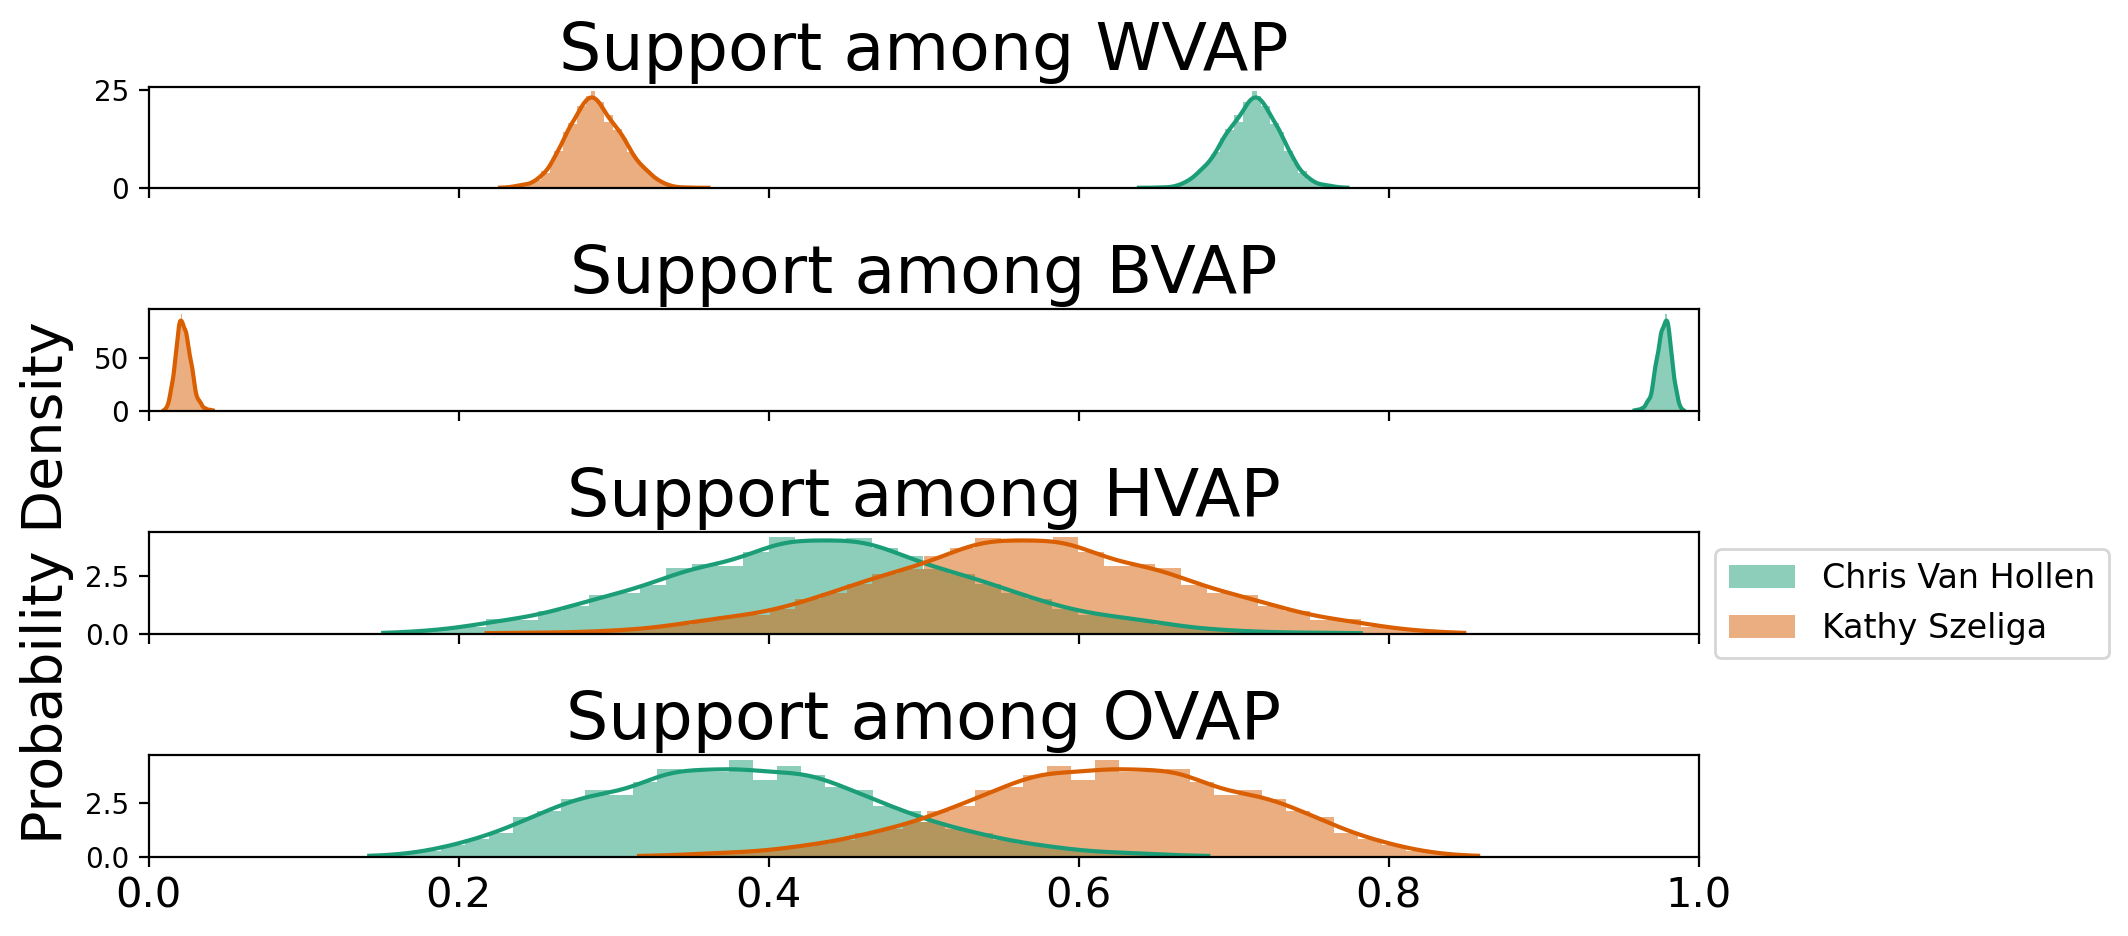 Support among WVAP
25
0
Support among BVAP
50
0
Support among HVAP
2.5
0.0
Support among OVAP
2.5
0.0
0.0 0.2 0.4 0.6 0.8 1.0
Probability Density
Chris Van Hollen
Kathy Szeliga